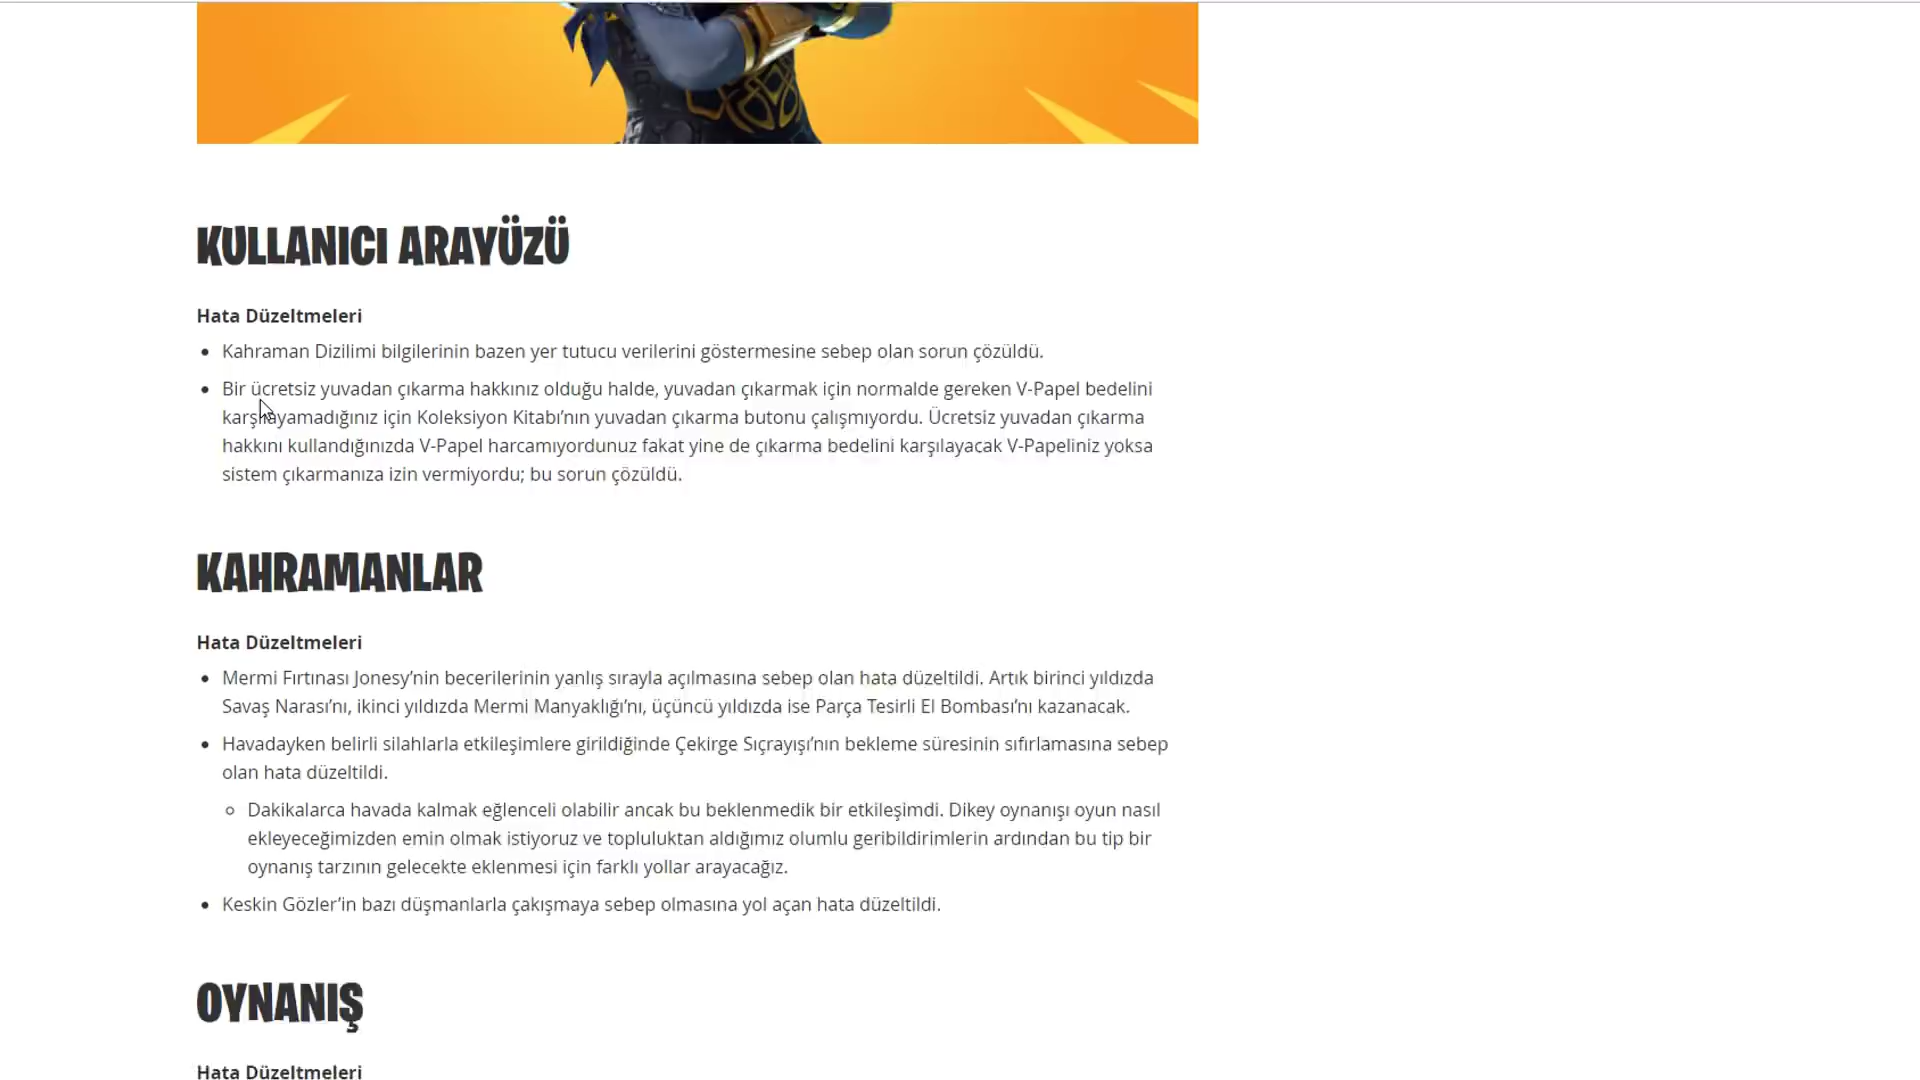 KULLANICI ARAYÜZÜ
Hata Düzeltmeleri
Kahraman Dizilimi bilgilerinin bazen yer tutucu verilerini göstermesine sebep olan sorun çözüldü.
Bir ücretsiz yuvadan çıkarma hakkınız olduğu halde, yuvadan çıkarmak için normalde gereken V-Papel bedelini
karşılayamadığınız için Koleksiyon Kitabı’nın yuvadan çıkarma butonu çalışmıyordu. Ücretsiz yuvadan çıkarma
hakkını kullandığınızda V-Papel harcamıyordunuz fakat yine de çıkarma bedelini karşılayacak V-Papeliniz yoksa
sistem çıkarmanıza izin vermiyordu; bu sorun çözüldü.
KAHRAMANLAR
Hata Düzeltmeleri
Mermi Fırtınası Jonesy’nin becerilerinin yanlış sırayla açılmasına sebep olan hata düzeltildi. Artık birinci yıldızda
Savaş Narası’nı, ikinci yıldızda Mermi Manyaklığı’nı, üçüncü yıldızda ise Parça Tesirli El Bombası’nı kazanacak.
Havadayken belirli silahlarla etkileşimlere girildiğinde Çekirge Sıçrayışı’nın bekleme süresinin sıfırlamasına sebep
olan hata düzeltildi.
Dakikalarca havada kalmak eğlenceli olabilir ancak bu beklenmedik bir etkileşimdi. Dikey oynanışı oyun nasıl
ekleyeceğimizden emin olmak istiyoruz ve topluluktan aldığımız olumlu geribildirimlerin ardından bu tip bir
oynanış tarzının gelecekte eklenmesi için farklı yollar arayacağız.
Keskin Gözler’in bazı düşmanlarla çakışmaya sebep olmasına yol açan hata düzeltildi.
OYNANIŞ
Hata Düzeltmeleri